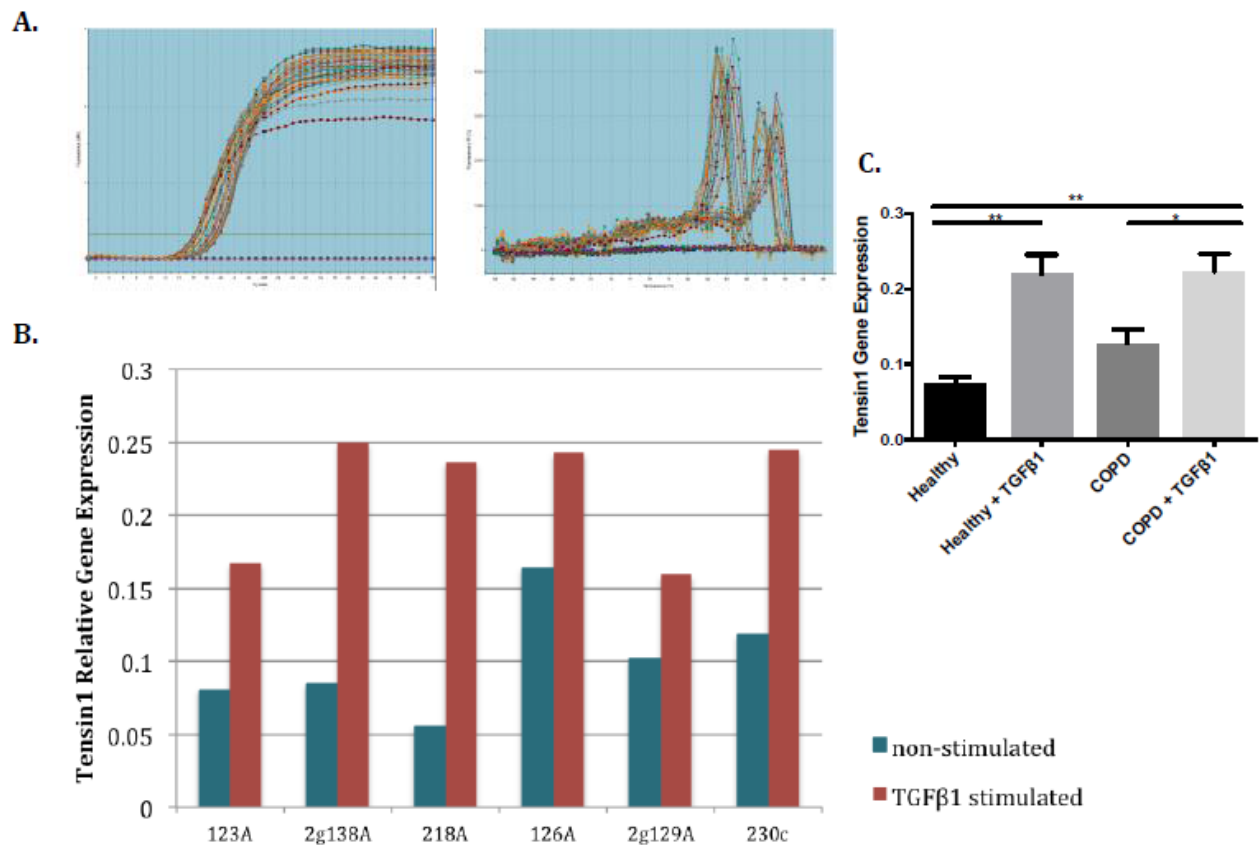 A.
B.
Tensin1 Relative Gene Expression
0.3
0.25
0.2
0.15
0.1
0.05
0
123A
2g138A
218A
126A
2g129A
230c
C.
Tensin1 Gene Expression
**
**
*
0.3
0.2
0.1
0.0
Healthy
Healthy + TGFβ1
COPD
COPD + TGFβ1
non-stimulated
TGFβ1 stimulated